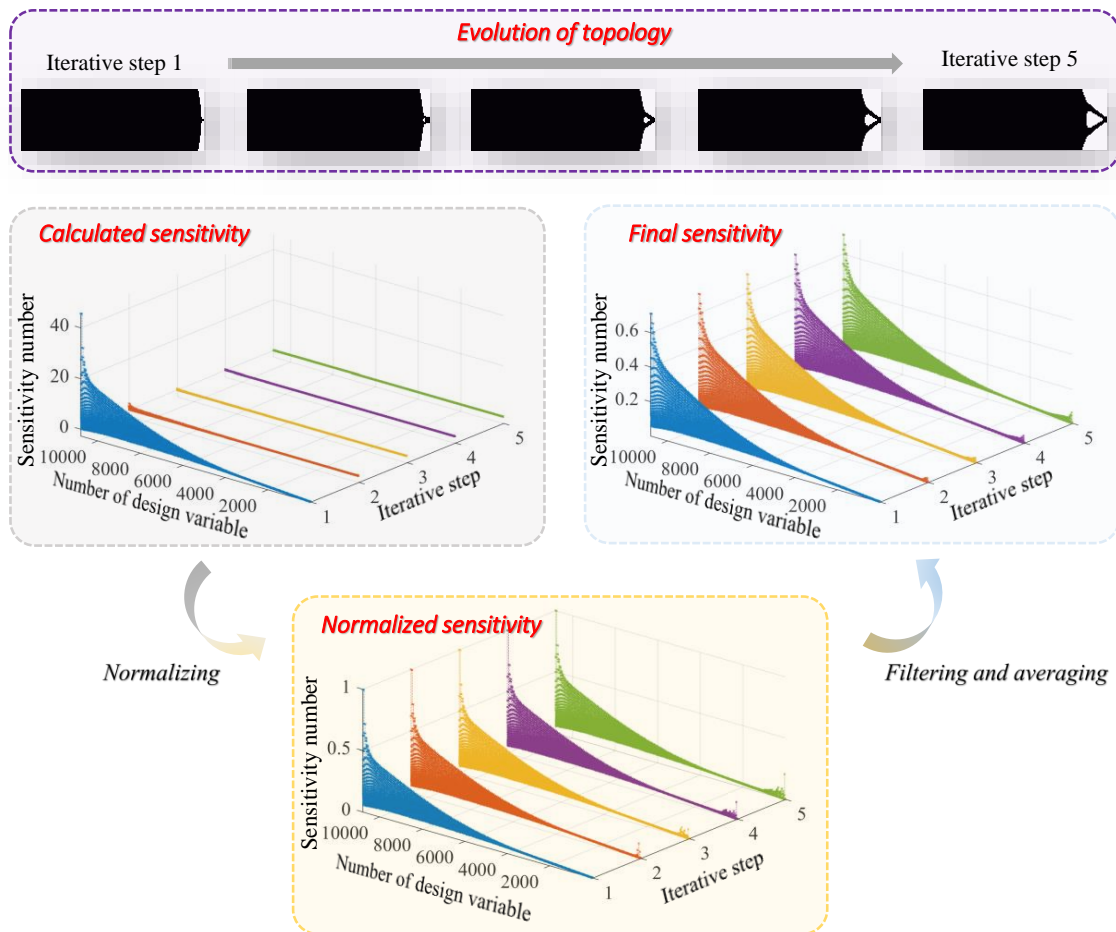 Evolution of topology
Iterative step 1
Iterative step 5
Calculated sensitivity
Sensitivity number
40
20
0
10000
8000
6000
4000
2000
Number of design variable
1
2
3
4
5
Iterative step
Final sensitivity
Sensitivity number
0.6
0.4
0.2
10000
8000
6000
4000
2000
Number of design variable
1
2
3
4
5
Iterative step
Normalizing
Filtering and averaging
Normalized sensitivity
Sensitivity number
1
0.5
0
10000
8000
6000
4000
2000
Number of design variable
1
2
3
4
5
Iterative step